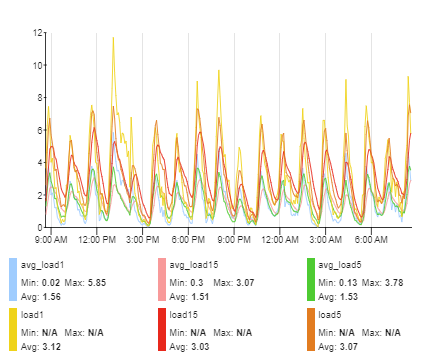 12
10
8
6
4
2
0
9:00 AM 12:00 PM 3:00 PM 6:00 PM 9:00 PM 12:00 AM 3:00 AM 6:00 AM
avg_load1
Min: 0.02 Max: 5.85
Avg: 1.56
avg_load15
Min: 0.3 Max: 3.07
Avg: 1.51
avg_load5
Min: 0.13 Max: 3.78
Avg: 1.53
load1
Min: N/A Max: N/A
Avg: 3.12
load15
Min: N/A Max: N/A
Avg: 3.03
load5
Min: N/A Max: N/A
Avg: 3.07